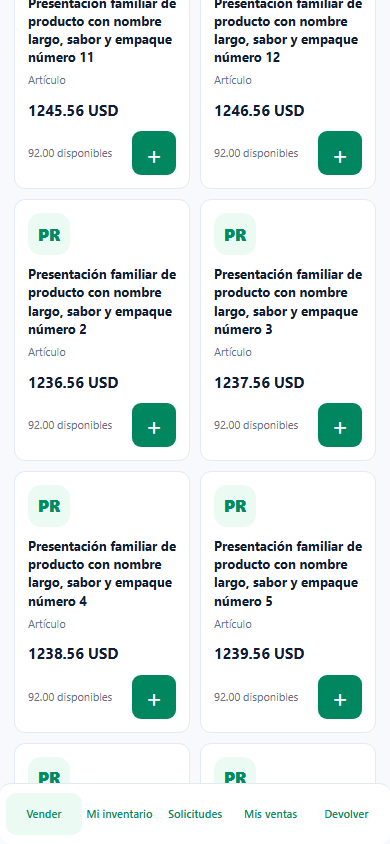 Presentación familiar de
producto con nombre
largo, sabor y empaque
número 11
Artículo
1245.56 USD
92.00 disponibles
+
Presentación familiar de
producto con nombre
largo, sabor y empaque
número 12
Artículo
1246.56 USD
92.00 disponibles
+
PR
Presentación familiar de
producto con nombre
largo, sabor y empaque
número 2
Artículo
1236.56 USD
92.00 disponibles
+
PR
Presentación familiar de
producto con nombre
largo, sabor y empaque
número 3
Artículo
1237.56 USD
92.00 disponibles
+
PR
Presentación familiar de
producto con nombre
largo, sabor y empaque
número 4
Artículo
1238.56 USD
92.00 disponibles
+
PR
Presentación familiar de
producto con nombre
largo, sabor y empaque
número 5
Artículo
1239.56 USD
92.00 disponibles
+
PR
PR
Vender
Mi inventario
Solicitudes
Mis ventas
Devolver